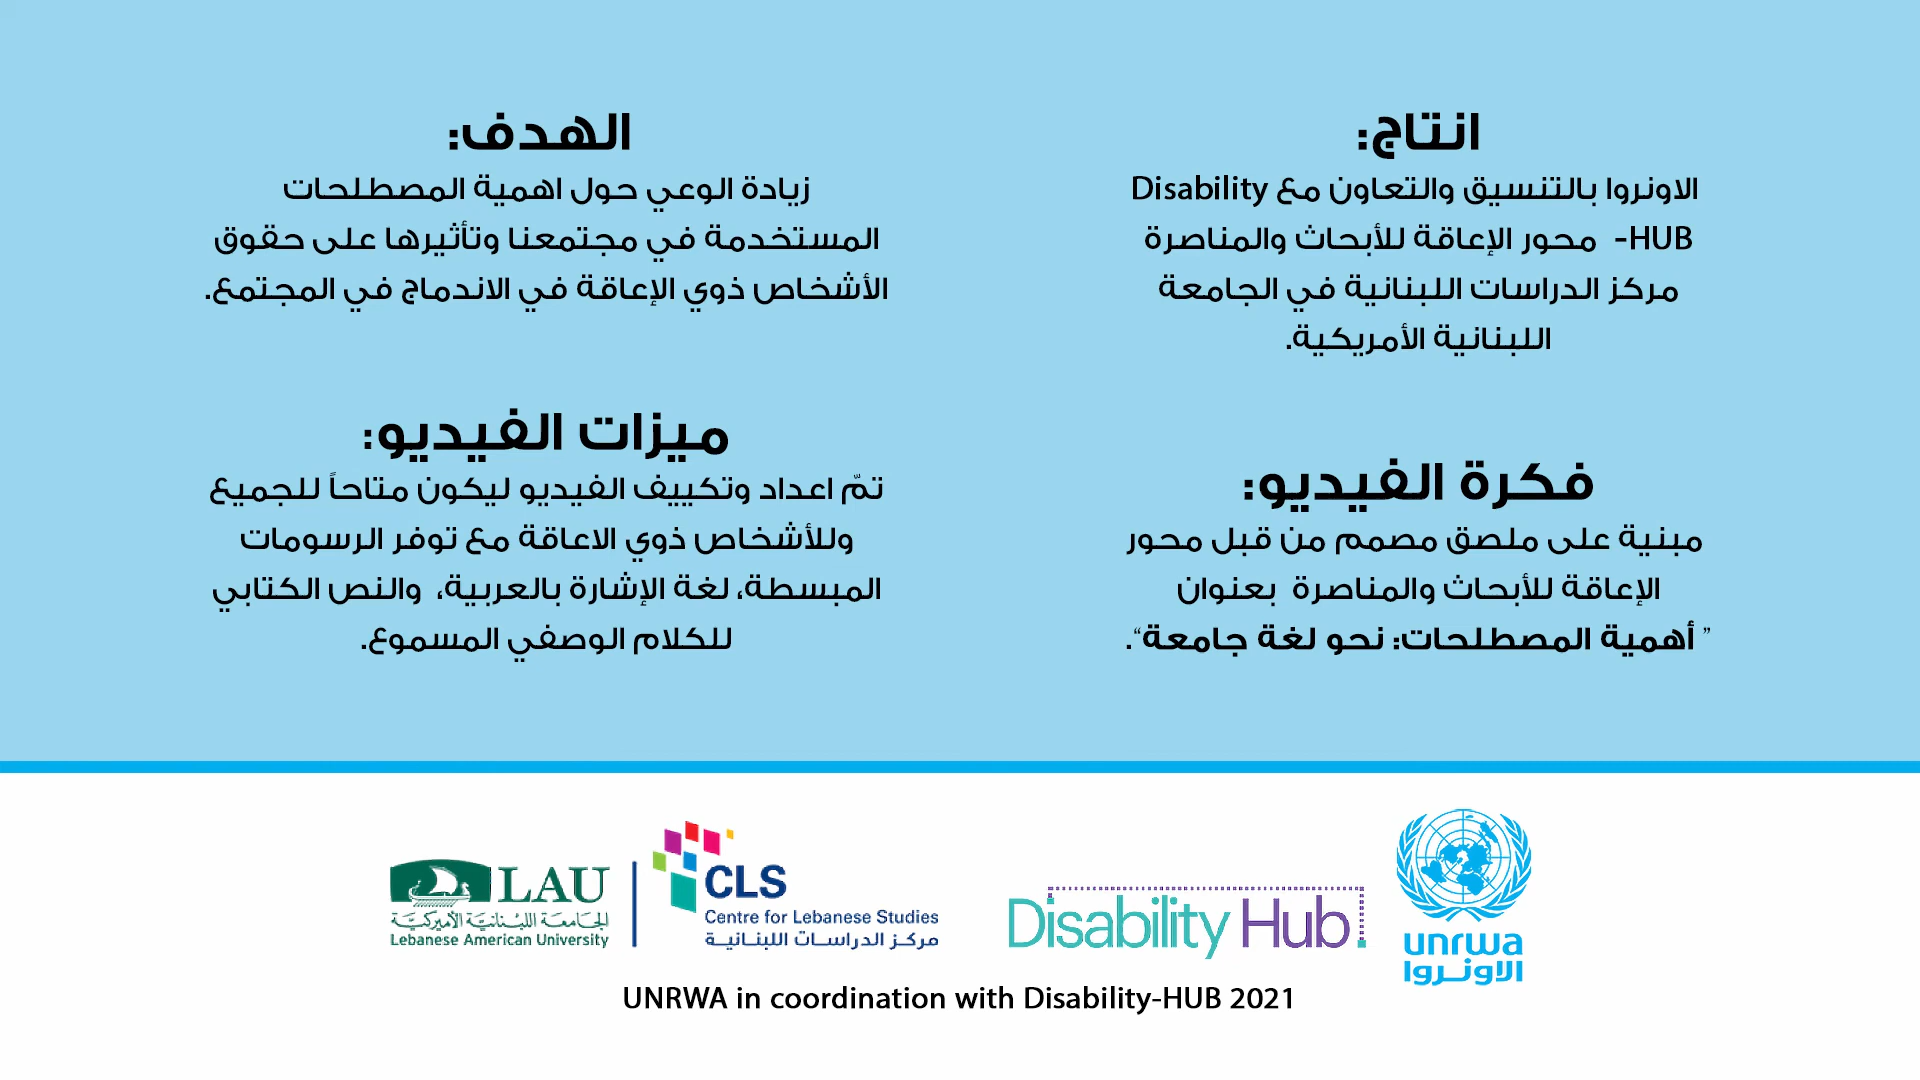 انتاج:
الاونروا بالتنسيق والتعاون مع Disability
HUB- محور الإعاقة للأبحاث والمناصرة
مركز الدراسات اللبنانية في الجامعة
اللبنانية الأمريكية.
فكرة الفيديو:
مبنية على ملصق مصمم من قبل محور
الإعاقة للأبحاث والمناصرة بعنوان
” أهمية المصطلحات: نحو لغة جامعة“.
الهدف:
زيادة الوعي حول اهمية المصطلحات
المستخدمة في مجتمعنا وتأثيرها على حقوق
الأشخاص ذوي الإعاقة في الاندماج في المجتمع.
ميزات الفيديو:
تمّ اعداد وتكييف الفيديو ليكون متاحاً للجميع
وللأشخاص ذوي الاعاقة مع توفر الرسومات
المبسطة، لغة الإشارة بالعربية، والنص الكتابي
للكلام الوصفي المسموع.
LAU
الجامعة اللبنانية الأميركية
Lebanese American University
CLS
Centre for Lebanese Studies
مركز الدراسات اللبنانية
Disability Hub
unrwa
الاونروا
UNRWA in coordination with Disability-HUB 2021